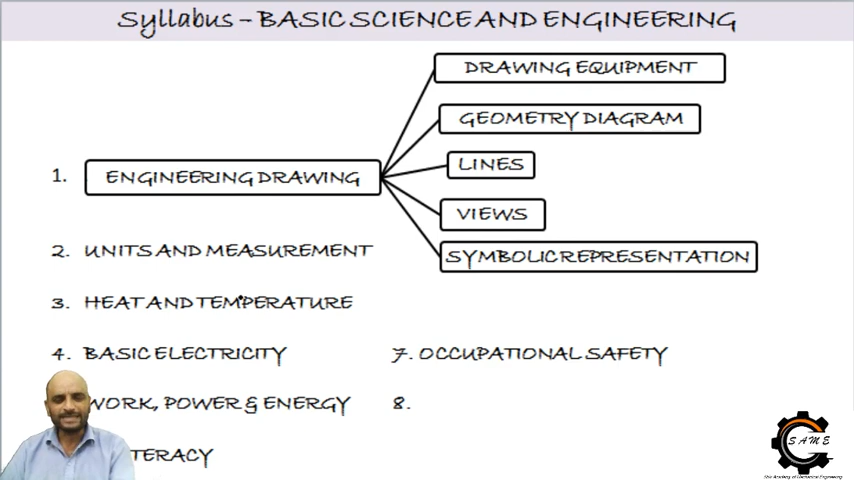 Syllabus – BASIC SCIENCE AND ENGINEERING
DRAWING EQUIPMENT
GEOMETRY DIAGRAM
LINES
1. ENGINEERING DRAWING
VIEWS
2. UNITS AND MEASUREMENT
SYMBOLIC REPRESENTATION
3. HEAT AND TEMPERATURE
4. BASIC ELECTRICITY
7. OCCUPATIONAL SAFETY
WORK, POWER & ENERGY
8.
TERACY
SAME